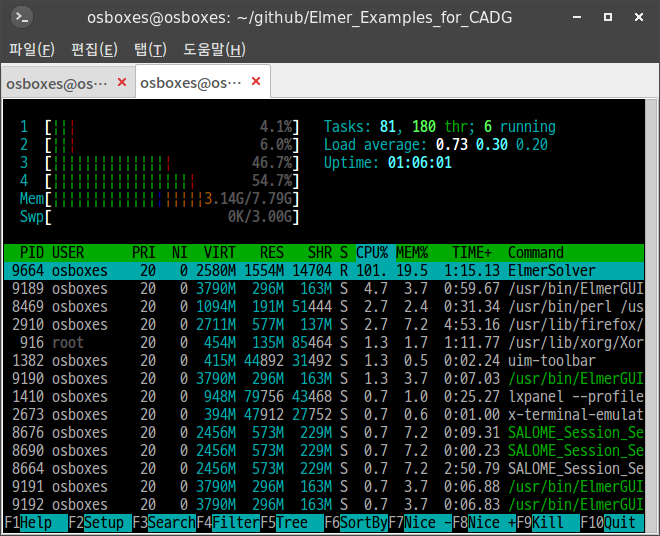 osboxes@osboxes: ~/github/Elmer_Examples_for_CADG
파일(F) 편집(E) 탭(T) 도움말(H)
osboxes@os··· × osboxes@os··· ×
1 [||| 4.1%] Tasks: 81, 180 thr; 6 running
2 [||| 6.0%] Load average: 0.73 0.30 0.20
3 [|||||||||||||||| 46.7%] Uptime: 01:06:01
4 [||||||||||||||||||| 54.7%]
Mem[||||||||||||||||||||3.14G/7.79G]
Swp[ 0K/3.00G]
PID USER PRI NI VIRT RES SHR S CPU% MEM% TIME+ Command
9664 osboxes 20 0 2580M 1554M 14704 R 101. 19.5 1:15.13 ElmerSolver
9189 osboxes 20 0 3790M 296M 163M S 4.7 3.7 0:59.67 /usr/bin/ElmerGUI
8469 osboxes 20 0 1094M 191M 51444 S 2.7 2.4 0:31.34 /usr/bin/perl /us
2910 osboxes 20 0 2711M 577M 137M S 2.7 7.2 4:53.16 /usr/lib/firefox/
916 root 20 0 454M 135M 85464 S 1.3 1.7 1:11.77 /usr/lib/xorg/Xor
1382 osboxes 20 0 415M 44892 31492 S 1.3 0.5 0:02.24 uim-toolbar
9190 osboxes 20 0 3790M 296M 163M S 1.3 3.7 0:07.03 /usr/bin/ElmerGUI
1410 osboxes 20 0 948M 79756 43468 S 0.7 1.0 0:25.27 lxpanel --profile
2673 osboxes 20 0 394M 47912 27752 S 0.7 0.6 0:01.00 x-terminal-emulat
8676 osboxes 20 0 2456M 573M 229M S 0.7 7.2 0:09.31 SALOME_Session_Se
8690 osboxes 20 0 2456M 573M 229M S 0.7 7.2 0:00.23 SALOME_Session_Se
8664 osboxes 20 0 2456M 573M 229M S 0.7 7.2 2:50.79 SALOME_Session_Se
9191 osboxes 20 0 3790M 296M 163M S 0.7 3.7 0:06.88 /usr/bin/ElmerGUI
9192 osboxes 20 0 3790M 296M 163M S 0.7 3.7 0:06.83 /usr/bin/ElmerGUI
F1Help F2Setup F3SearchF4FilterF5Tree F6SortByF7Nice -F8Nice +F9Kill F10Quit